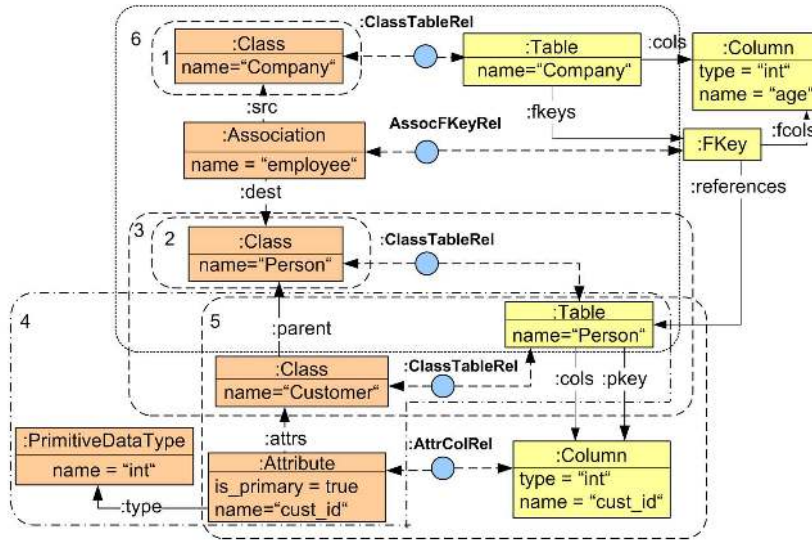 6
:ClassTableRel
1
:Class
name="Company"
:Table
name="Company"
:cols
:Column
type = "int"
name = "age"
:src
:fkeys
:Association
name = "employee"
AssocFKeyRel
:FKey
:fcols
:dest
:references
3
2
:Class
name="Person"
:ClassTableRel
4
5
:parent
:Table
name="Person"
:Class
name="Customer"
:ClassTableRel
:cols
:pkey
:attrs
:PrimitiveDataType
name = "int"
:Attribute
is_primary = true
name="cust_id"
:AttrColRel
:Column
type = "int"
name = "cust_id"
:type